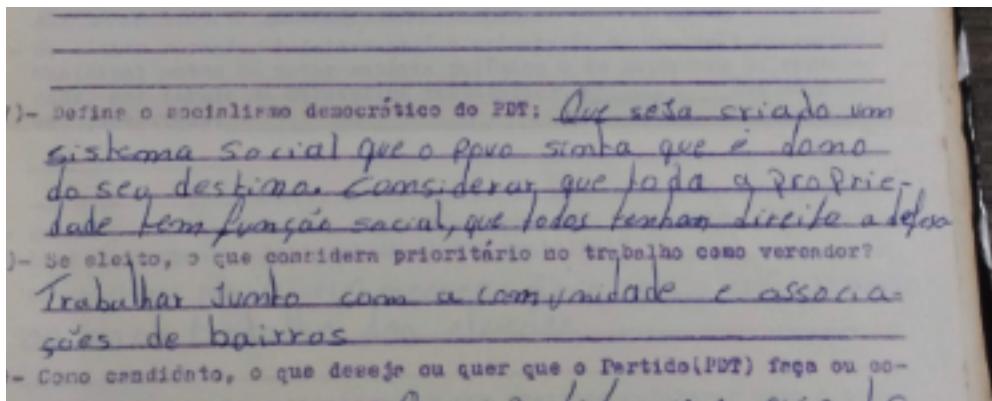 )- Define o socialismo democrático do PDT: Que seja criado um
sistema social que o povo sinta que é dono
do seu destino. Considerar que toda a proprie-
dade tem função social, que todos tenham direito a defesa
)- Se eleito, o que considera prioritário no trabalho como vereador?
Trabalhar Junto com a comunidade e associa-
ções de bairros
- Como candidato, o que deseja ou quer que o Partido(PDT) faça ou co-